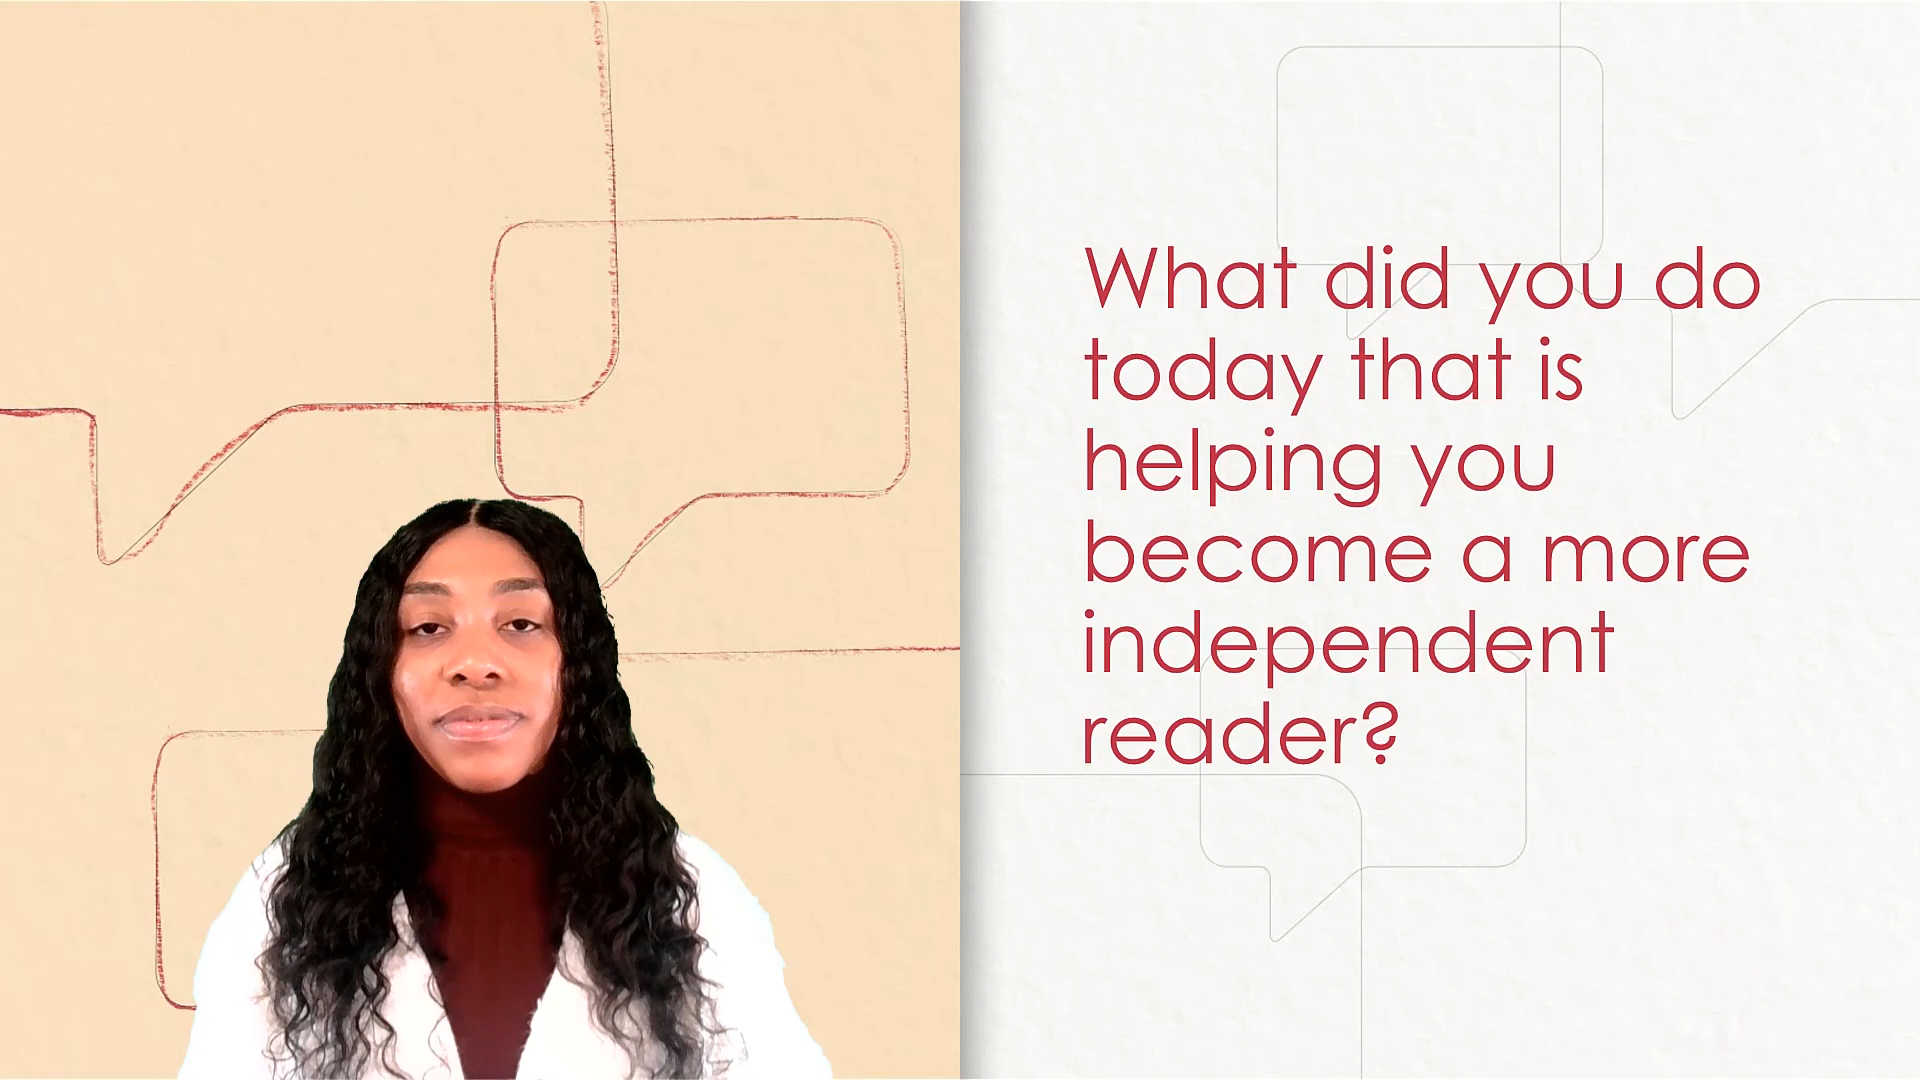 What did you do
today that is
helping you
become a more
independent
reader?